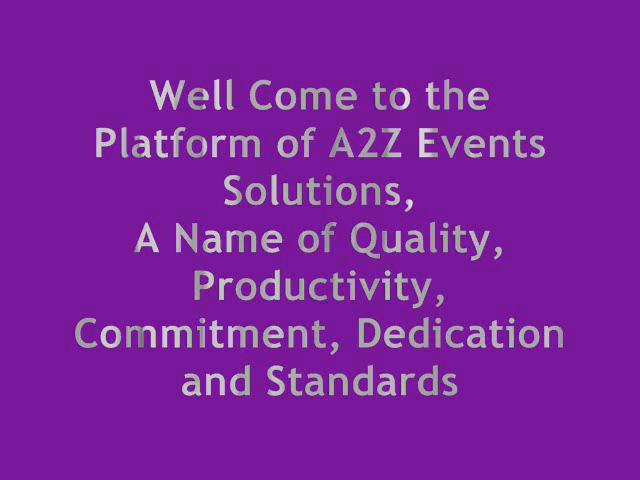 Well Come to the
Platform of A2Z Events
Solutions,
A Name of Quality,
Productivity,
Commitment, Dedication
and Standards